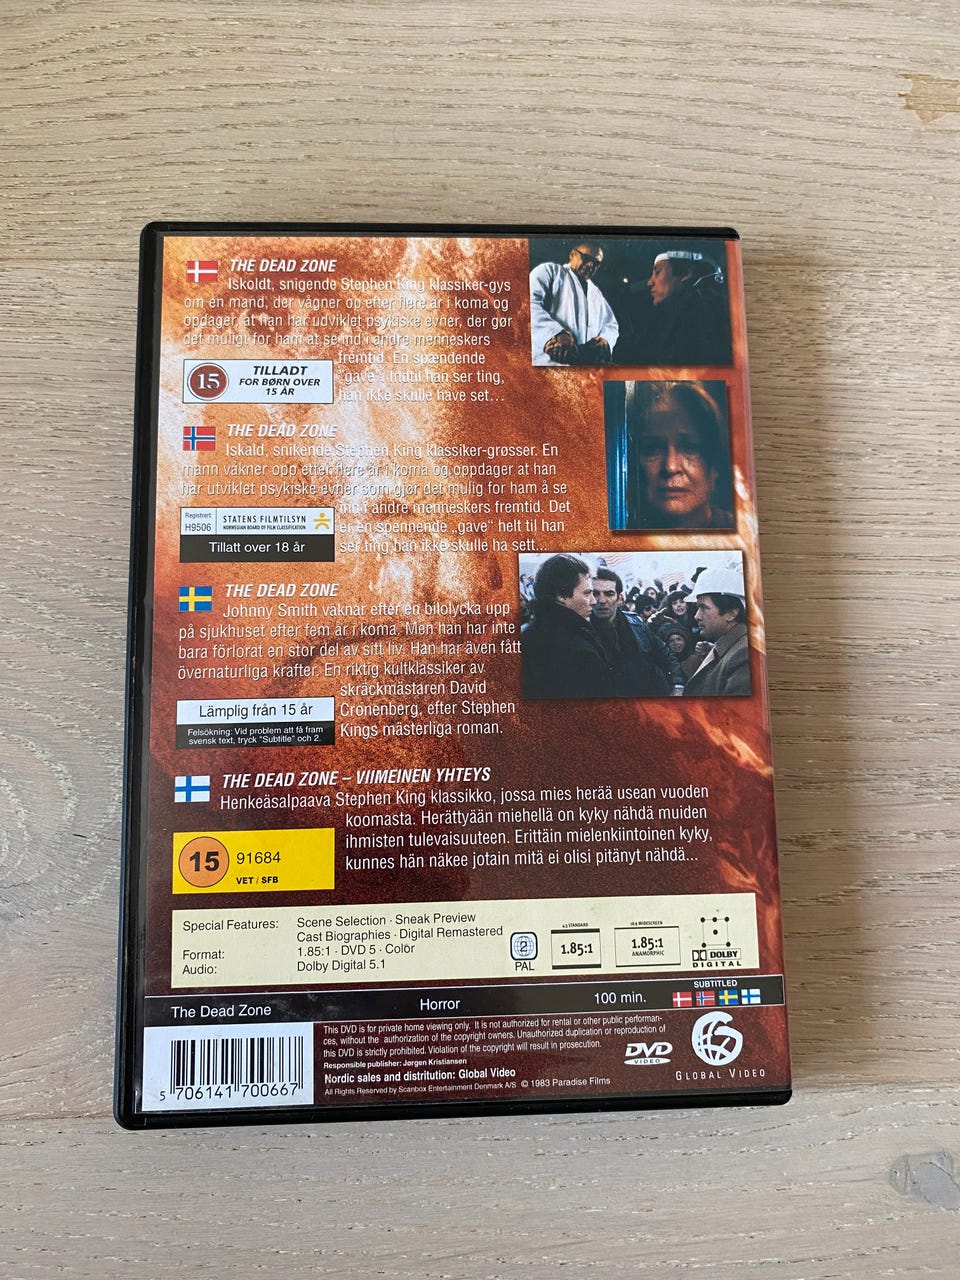 THE DEAD ZONE
Iskoldt, snigende Stephen King klassiker-gys
om en mand, der vågner op efter flere år i koma og
opdager, at han har udviklet psykiske evner, der gør
det muligt for ham at se ind i andre menneskers
fremtid. En spændende
„gave“. Indtil han ser ting,
han ikke skulle have set...
15
TILLADT
FOR BØRN OVER
15 ÅR
THE DEAD ZONE
Iskald, snikende Stephen King klassiker-grøsser. En
mann våkner opp etter flere år i koma og oppdager at han
har utviklet psykiske evner som gjør det mulig for ham å se
ing i andre menneskers fremtid. Det
er en spennende „gave“ helt til han
ser ting han ikke skulle ha sett...
Registrert
H9506
STATENS FILMTILSYN
NORWEGIAN BOARD OF FILM CLASSIFICATION
Tillatt over 18 år
THE DEAD ZONE
Johnny Smith vaknar efter en bilolycka upp
på sjukhuset efter fem år i koma. Men han har inte
bara förlorat en stor del av sitt liv. Han har även fått
övernaturliga krafter. En riktig kultklassiker av
skräckmästaren David
Cronenberg, efter Stephen
Kings mästerliga roman.
Lämplig från 15 år
Felsökning: Vid problem att få fram
svensk text, tryck "Subtitle" och 2.
THE DEAD ZONE – VIIMEINEN YHTEYS
Henkeäsalpaava Stephen King klassikko, jossa mies herää usean vuoden
koomasta. Herättyään miehellä on kyky nähdä muiden
ihmisten tulevaisuuteen. Erittäin mielenkiintoinen kyky,
kunnes hän näkee jotain mitä ei olisi pitänyt nähdä...
15
91684
VET / SFB
Special Features: Scene Selection · Sneak Preview
Cast Biographies · Digital Remastered
Format: 1.85:1 · DVD 5 · Color
Audio: Dolby Digital 5.1
2
PAL
4:3 STANDARD
1.85:1
16:9 WIDESCREEN
1.85:1
ANAMORPHIC
DOLBY
DIGITAL
The Dead Zone Horror 100 min.
SUBTITLED
This DVD is for private home viewing only. It is not authorized for rental or other public performan-
ces, without the authorization of the copyright owners. Unauthorized duplication or reproduction of
this DVD is strictly prohibited. Violation of the copyright will result in prosecution.
Responsible publisher: Jørgen Kristiansen
Nordic sales and distrition: Global Video
All Rights Reserved by Scanbox Entertainment Denmark A/S © 1983 Paradise Films
DVD
VIDEO
GLOBAL VIDEO
5 706141 700667